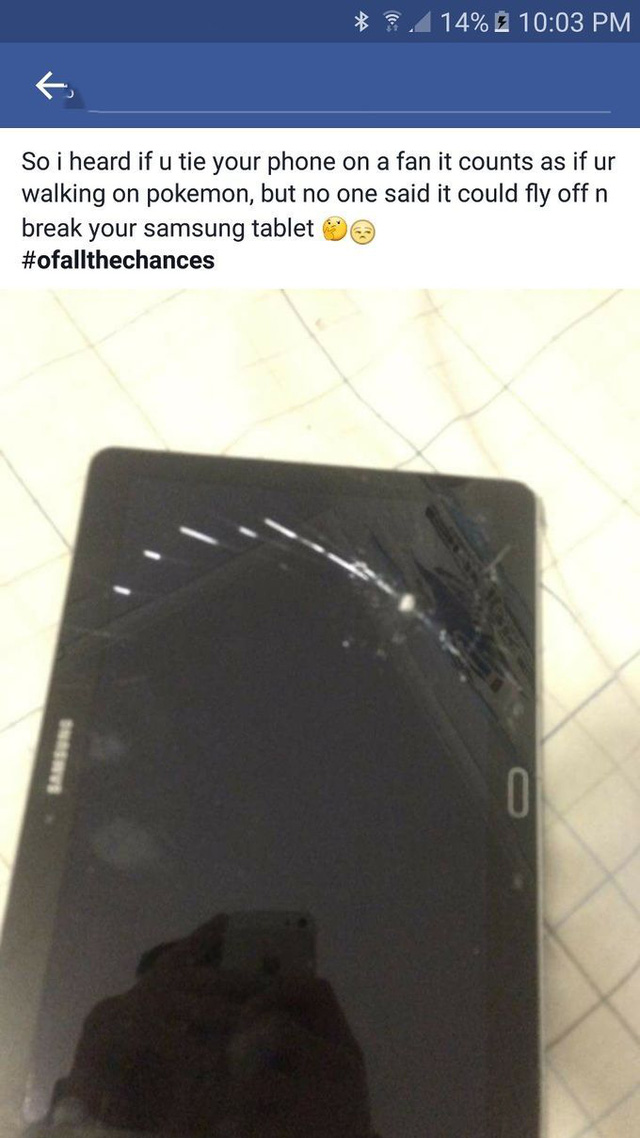 14% 10:03 PM
So i heard if u tie your phone on a fan it counts as if ur
walking on pokemon, but no one said it could fly off n
break your samsung tablet 🤔😒
#ofallthechances
SAMSUNG